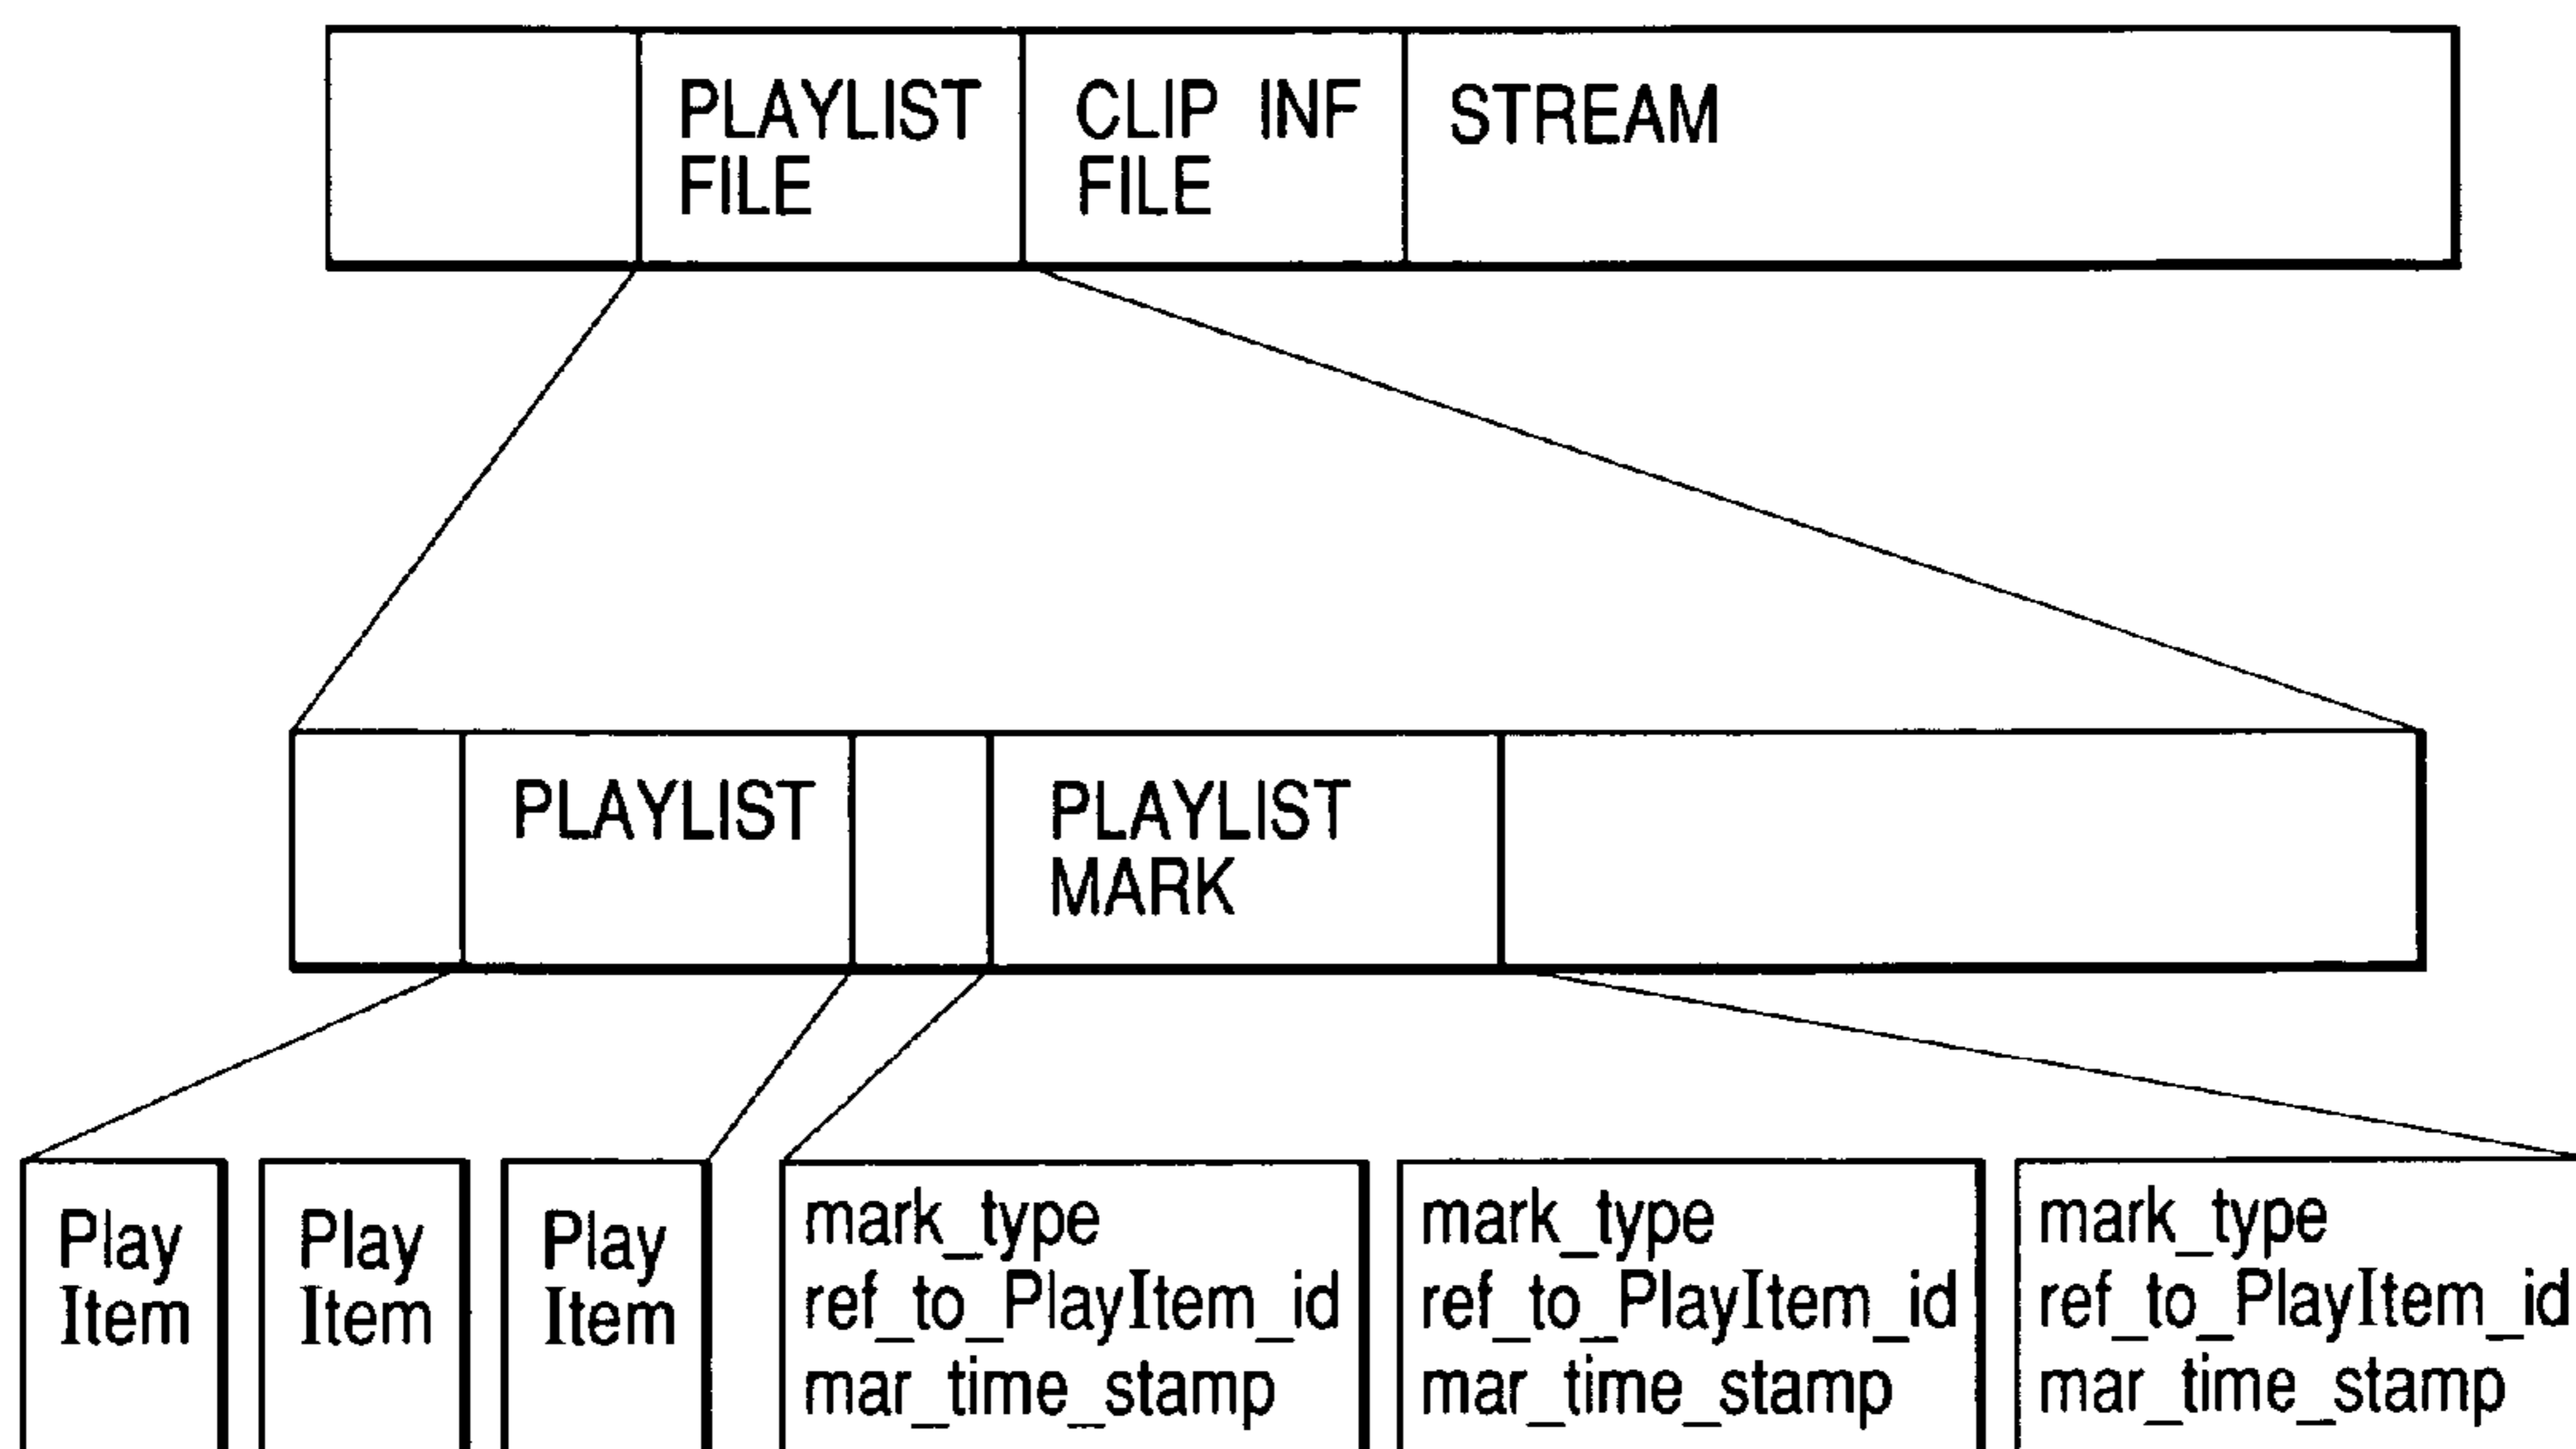 PLAYLIST
FILE
CLIP INF
FILE
STREAM
PLAYLIST
PLAYLIST
MARK
Play
Item
Play
Item
Play
Item
mark_type
ref_to_PlayItem_id
mar_time_stamp
mark_type
ref_to_PlayItem_id
mar_time_stamp
mark_type
ref_to_PlayItem_id
mar_time_stamp